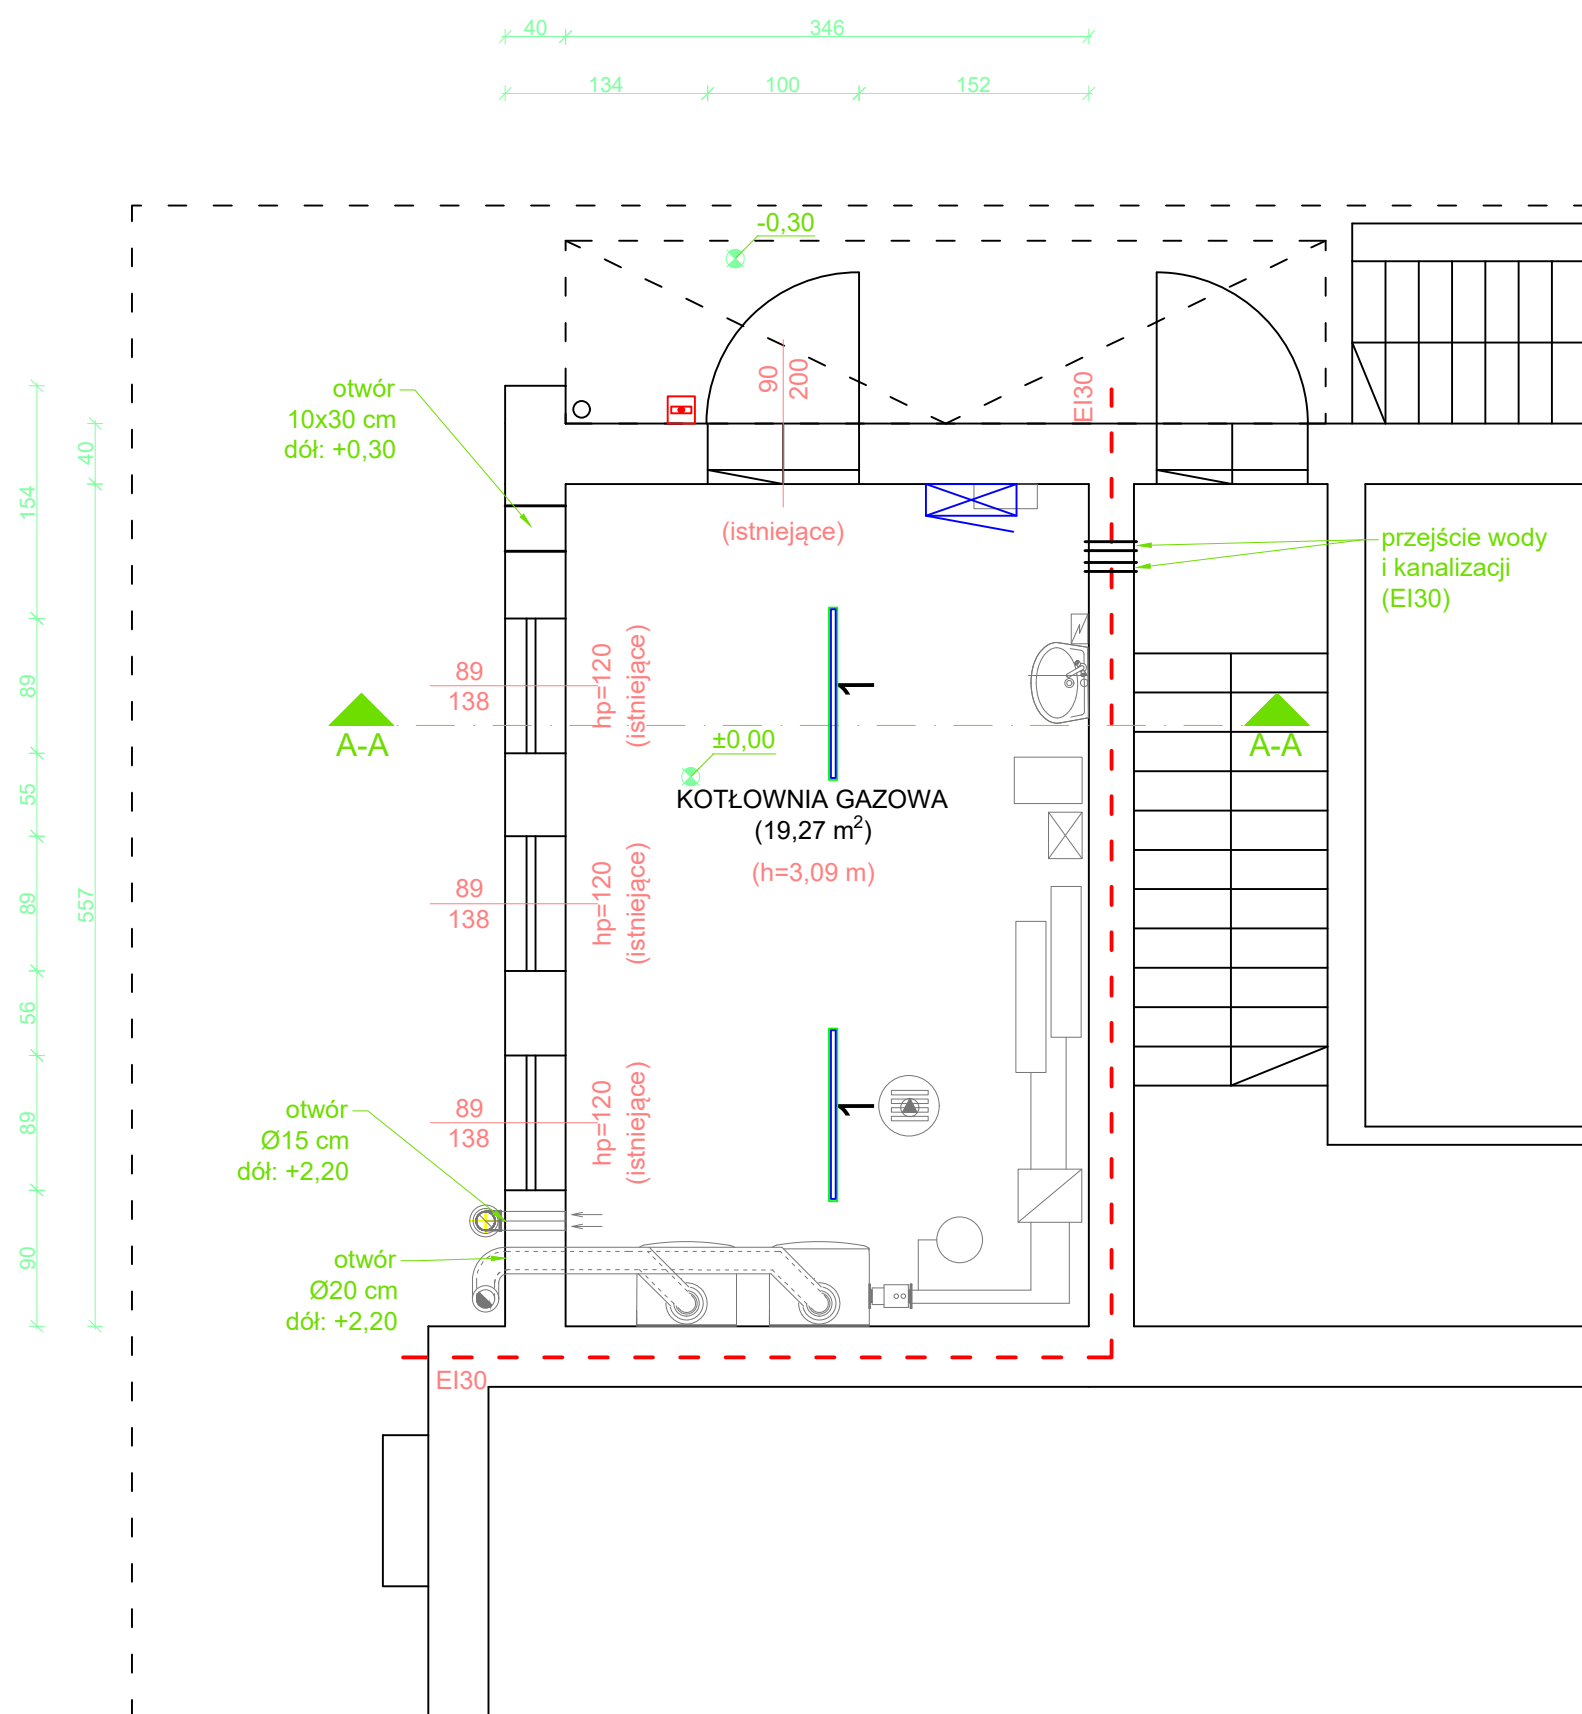 40
346
134
100
152
-0,30
90
200
EI30
otwór
10x30 cm
dół: +0,30
40
154
(istniejące)
przejście wody
i kanalizacji
(EI30)
89
89
138
hp=120
(istniejące)
1
A-A
A-A
±0,00
55
KOTŁOWNIA GAZOWA
(19,27 m²)
(h=3,09 m)
89
557
89
138
hp=120
(istniejące)
56
89
89
138
hp=120
(istniejące)
1
otwór
Ø15 cm
dół: +2,20
90
otwór
Ø20 cm
dół: +2,20
EI30